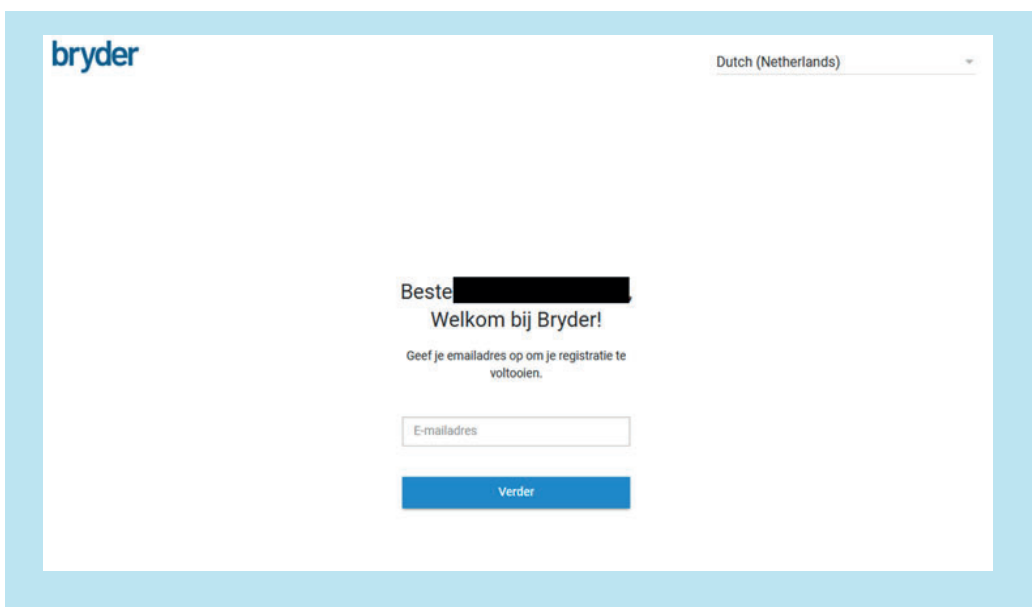 bryder
Dutch (Netherlands)
Beste ,
Welkom bij Bryder!
Geef je emailadres op om je registratie te
voltooien.
E-mailadres
Verder